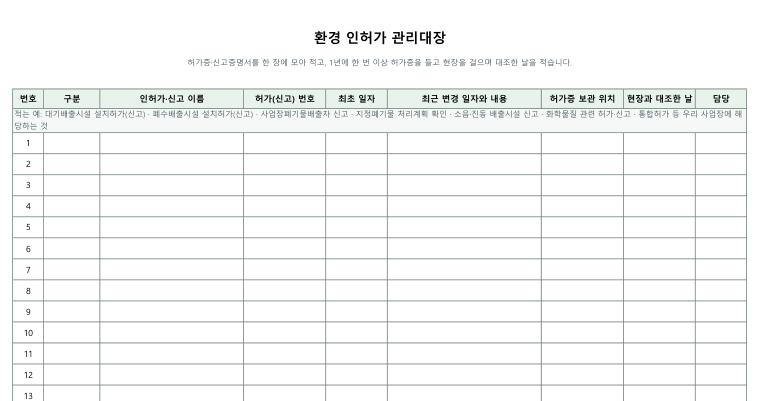 환경 인허가 관리대장
허가증·신고증명서를 한 장에 모아 적고, 1년에 한 번 이상 허가증을 들고 현장을 걸으며 대조한 날을 적습니다.
번호 구분 인허가·신고 이름 허가(신고) 번호 최초 일자 최근 변경 일자와 내용 허가증 보관 위치 현장과 대조한 날 담당
적는 예: 대기배출시설 설치허가(신고) · 폐수배출시설 설치허가(신고) · 사업장폐기물배출자 신고 · 지정폐기물 처리계획 확인 · 소음·진동 배출시설 신고 · 화학물질 관련 허가·신고 · 통합허가 등 우리 사업장에 해
당하는 것
1
2
3
4
5
6
7
8
9
10
11
12
13